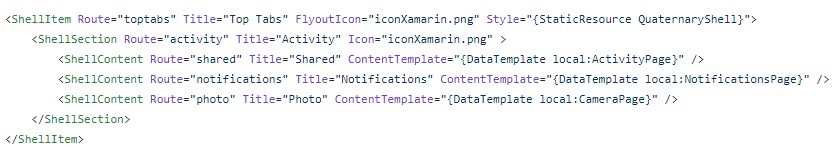 <ShellItem Route="toptabs" Title="Top Tabs" FlyoutIcon="iconXamarin.png" Style="{StaticResource QuaternaryShell}">
    <ShellSection Route="activity" Title="Activity" Icon="iconXamarin.png" >
        <ShellContent Route="shared" Title="Shared" ContentTemplate="{DataTemplate local:ActivityPage}" />
        <ShellContent Route="notifications" Title="Notifications" ContentTemplate="{DataTemplate local:NotificationsPage}" />
        <ShellContent Route="photo" Title="Photo" ContentTemplate="{DataTemplate local:CameraPage}" />
    </ShellSection>
</ShellItem>